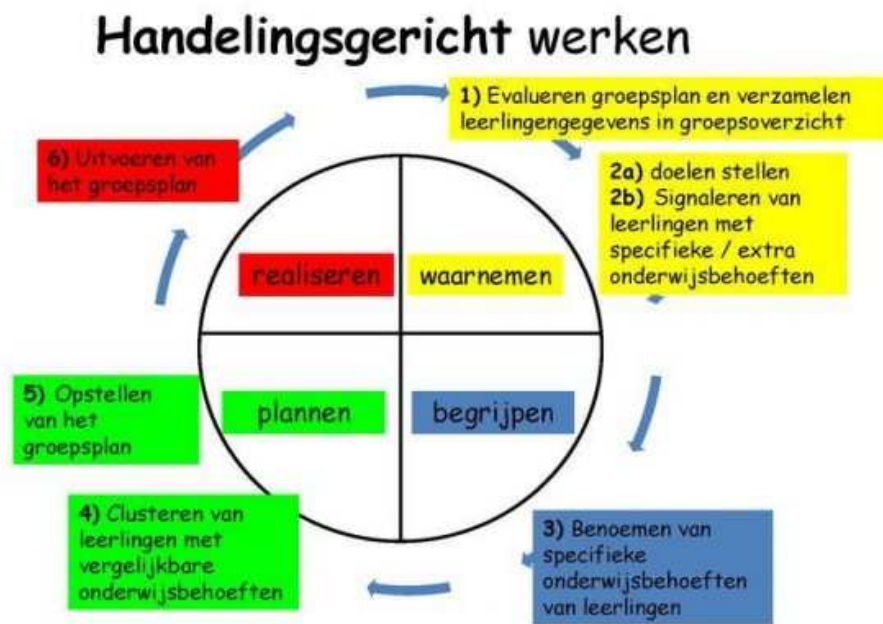 Handelingsgericht werken
1) Evalueren groepsplan en verzamelen
leerlingengegevens in groepsoverzicht
2a) doelen stellen
2b) Signaleren van
leerlingen met
specifieke / extra
onderwijsbehoeften
3) Benoemen van
specifieke
onderwijsbehoeften
van leerlingen
4) Clusteren van
leerlingen met
vergelijkbare
onderwijsbehoeften
5) Opstellen
van het
groepsplan
6) Uitvoeren van
het groepsplan
realiseren
waarnemen
plannen
begrijpen